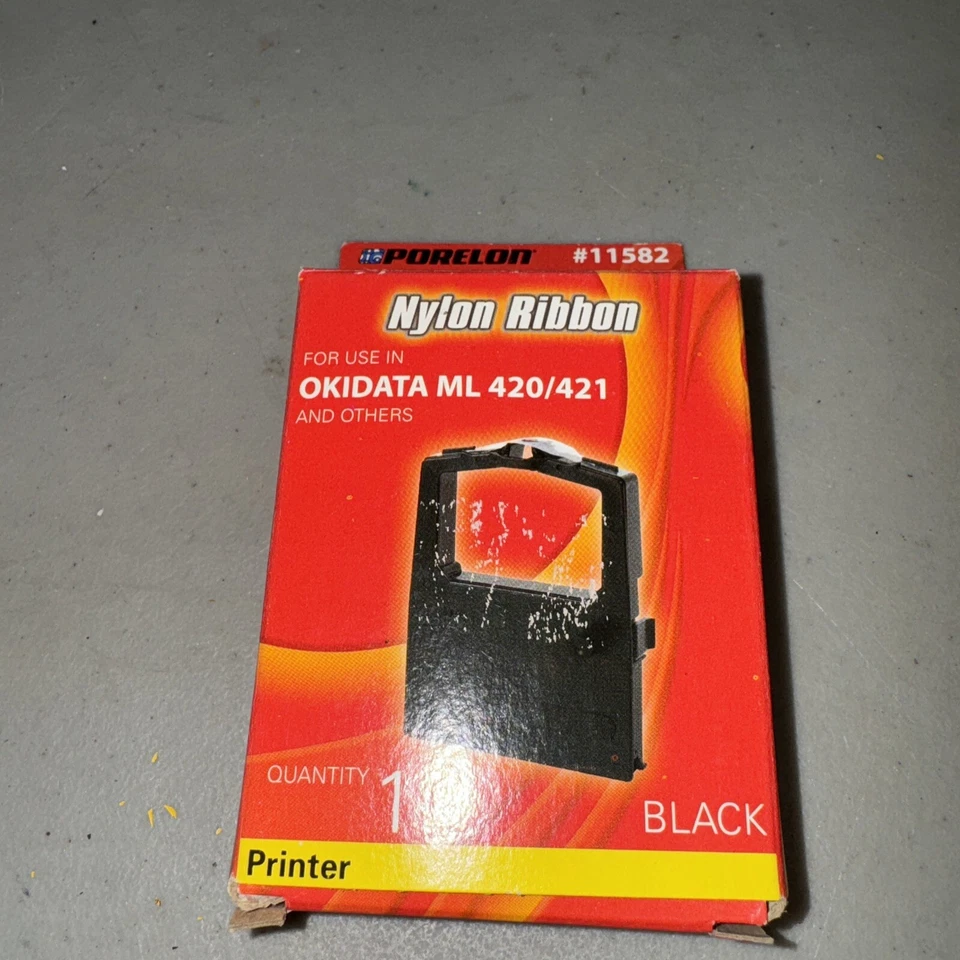 PORELON #11582
Nylon Ribbon
FOR USE IN
OKIDATA ML 420/421
AND OTHERS
QUANTITY 1
BLACK
Printer